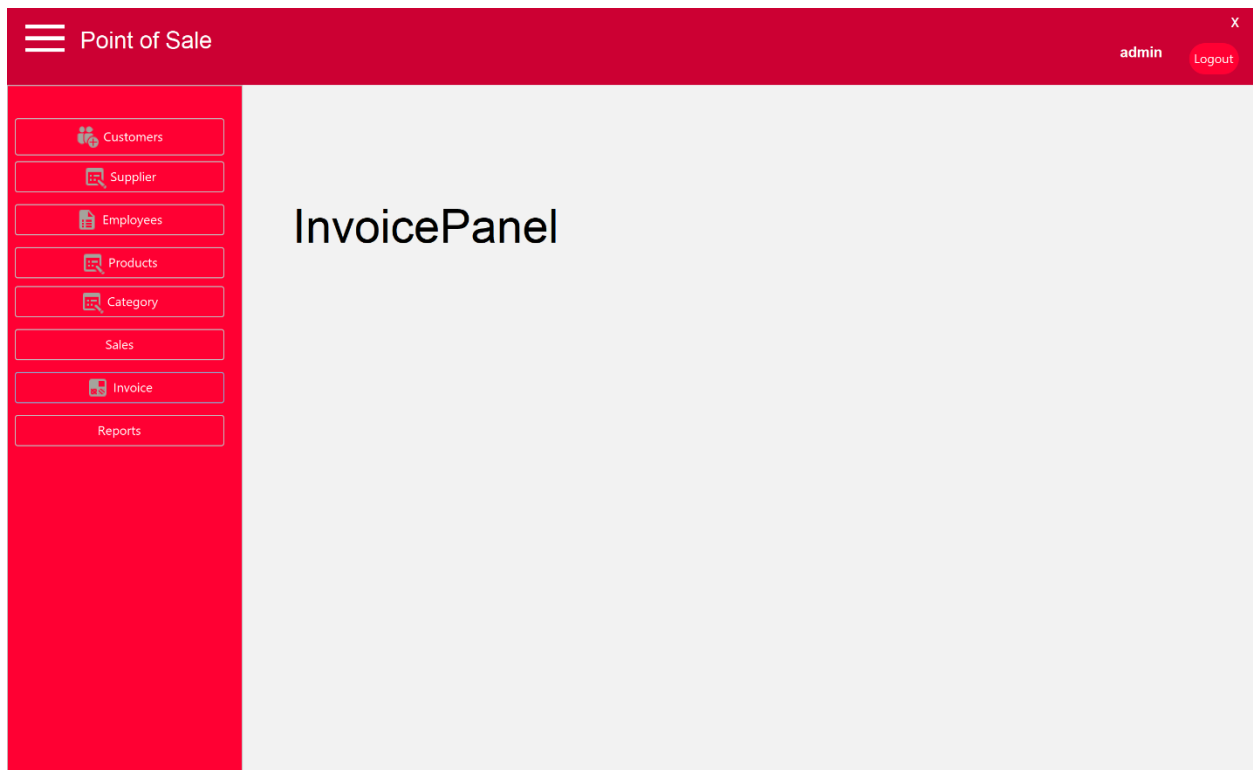 x
Point of Sale
admin
Logout
Customers
Supplier
Employees
InvoicePanel
Products
Category
Sales
Invoice
Reports